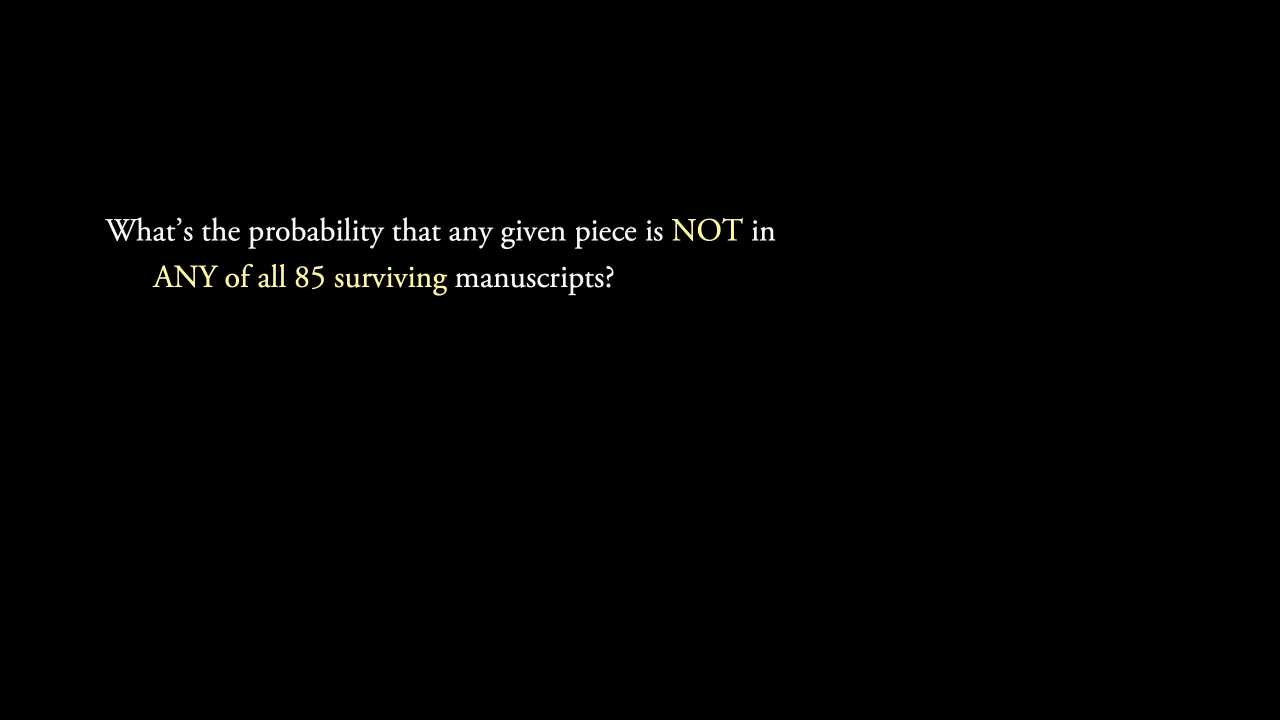 What’s the probability that any given piece is NOT in
ANY of all 85 surviving manuscripts?